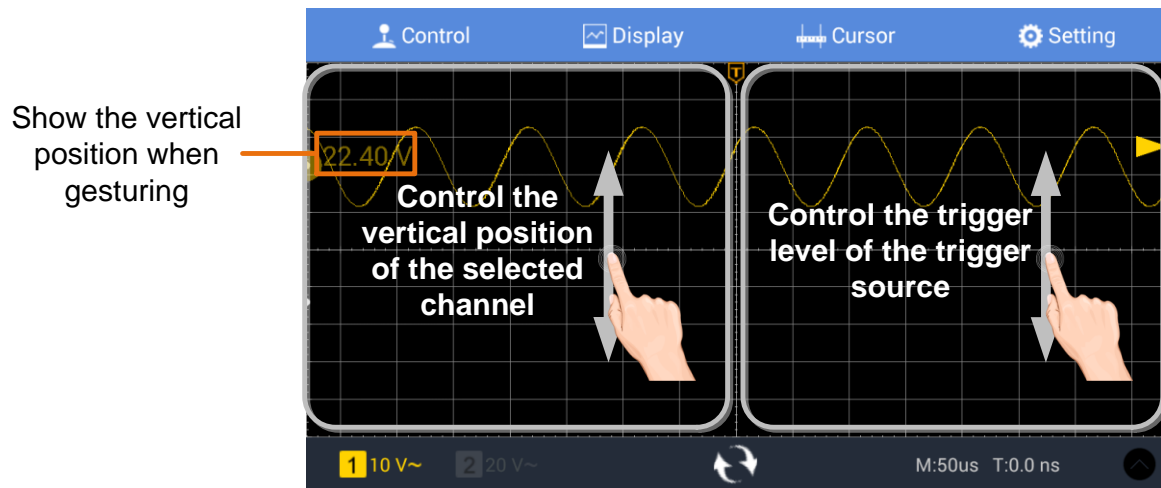 Control Display Cursor Setting
T
Show the vertical
position when
gesturing
22.40 V
Control the
vertical position
of the selected
channel
Control the trigger
level of the trigger
source
1 10 V~ 2 20 V~ M:50us T:0.0 ns